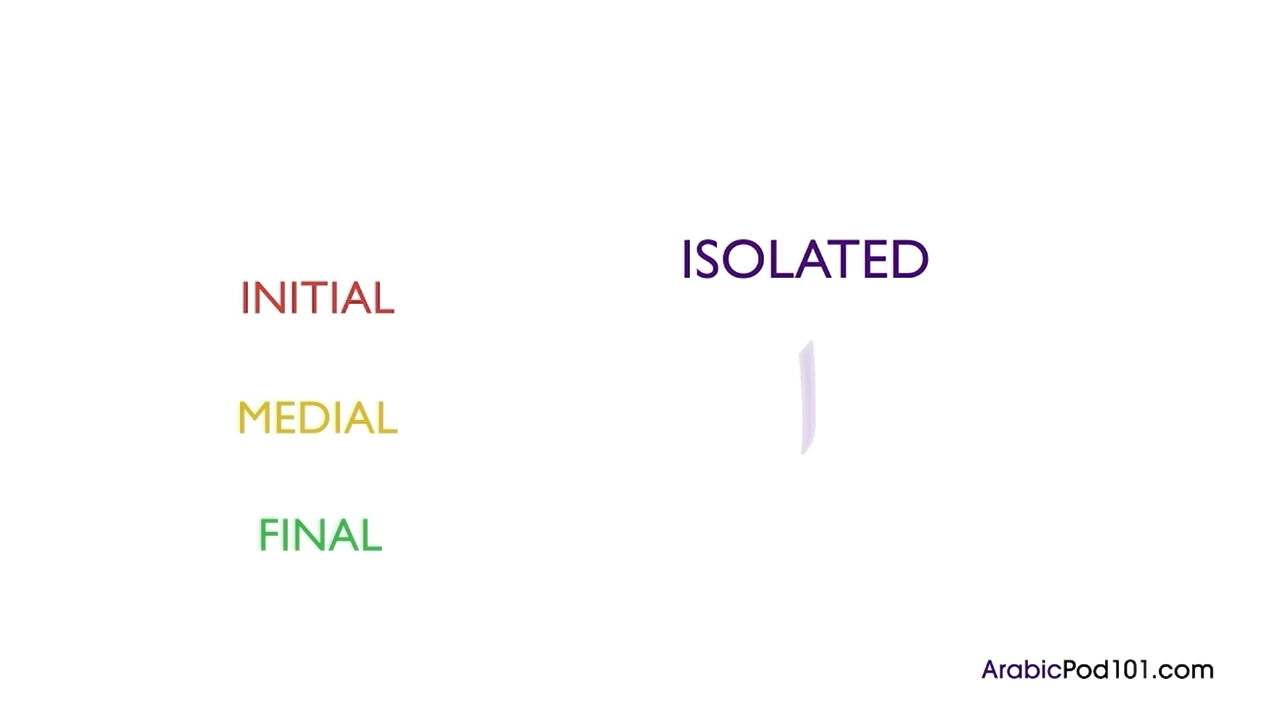 INITIAL
MEDIAL
FINAL
ISOLATED
ا
ArabicPod101.com